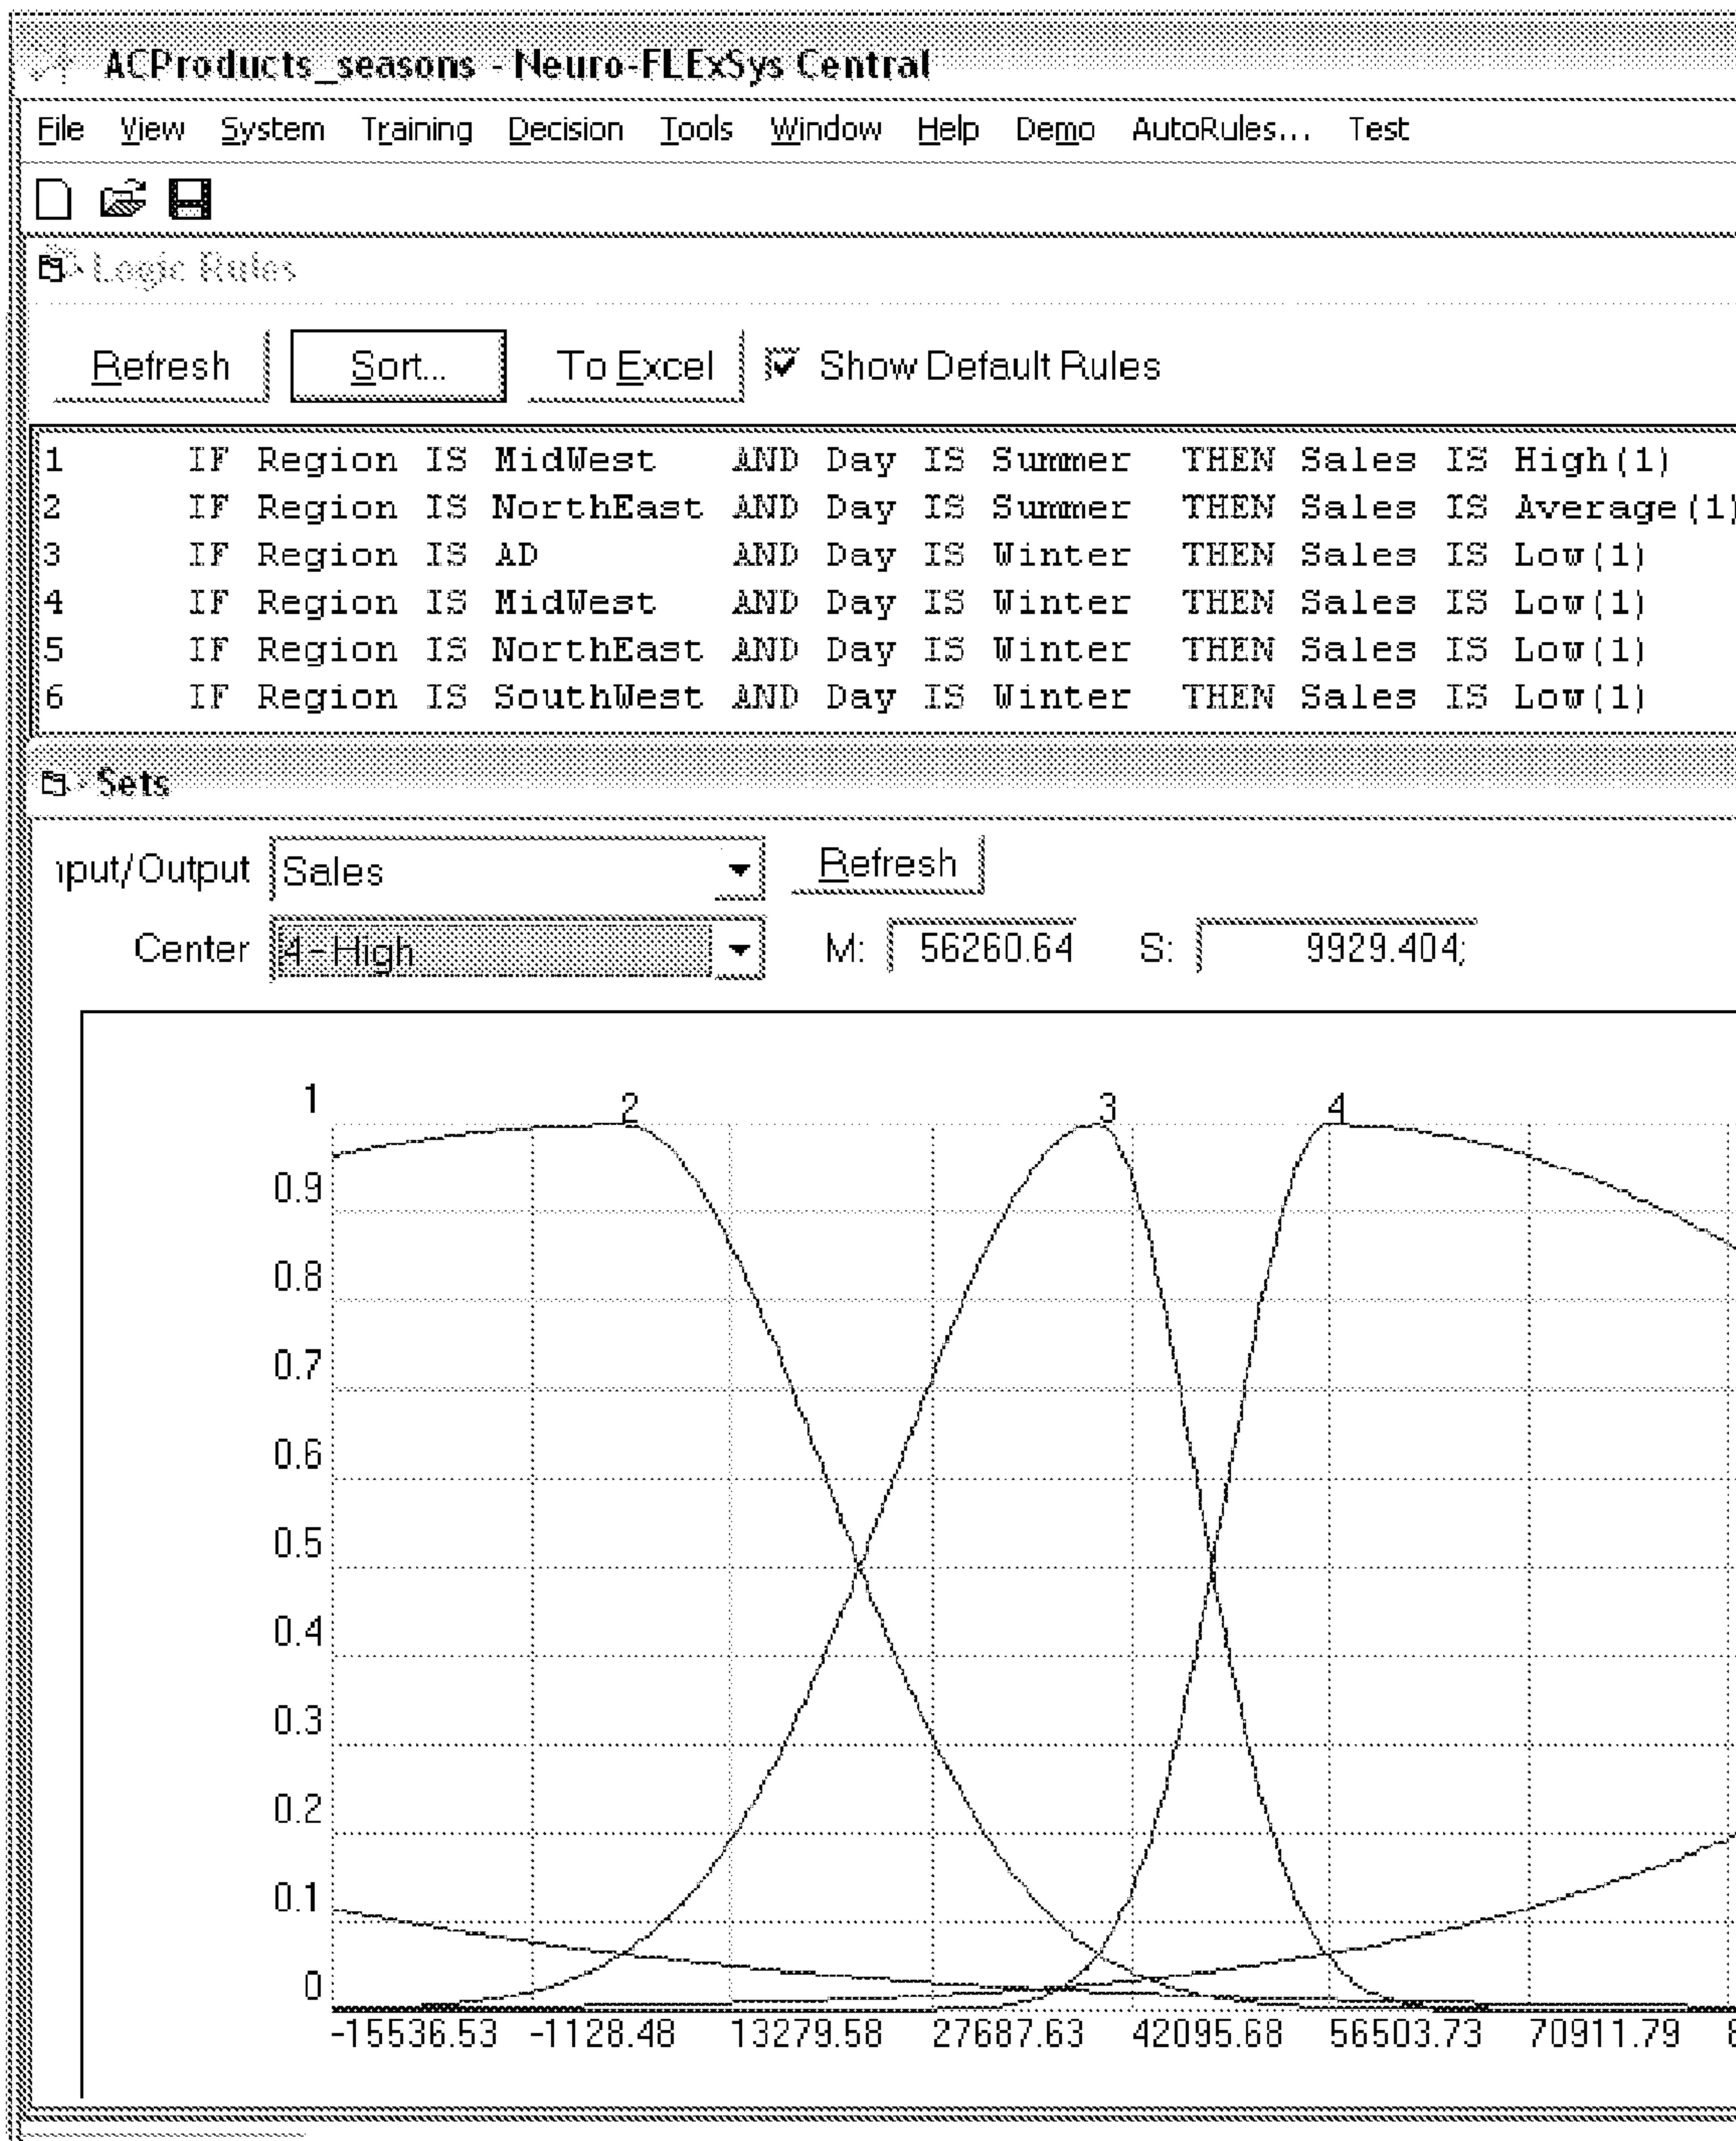 ACProducts_seasons - Neuro-FLExSys Central
File View System Training Decision Tools Window Help Demo AutoRules... Test
Logic Rules
Refresh Sort... To Excel Show Default Rules
1 IF Region IS MidWest AND Day IS Summer THEN Sales IS High(1)
2 IF Region IS NorthEast AND Day IS Summer THEN Sales IS Average(1)
3 IF Region IS AD AND Day IS Winter THEN Sales IS Low(1)
4 IF Region IS MidWest AND Day IS Winter THEN Sales IS Low(1)
5 IF Region IS NorthEast AND Day IS Winter THEN Sales IS Low(1)
6 IF Region IS SouthWest AND Day IS Winter THEN Sales IS Low(1)
Sets
nput/Output Sales Refresh
Center 4 - High M: 56260.64 S: 9929.404;
1 2 3 4
0.9
0.8
0.7
0.6
0.5
0.4
0.3
0.2
0.1
0
-15536.53 -1128.48 13279.58 27687.63 42095.68 56503.73 70911.79